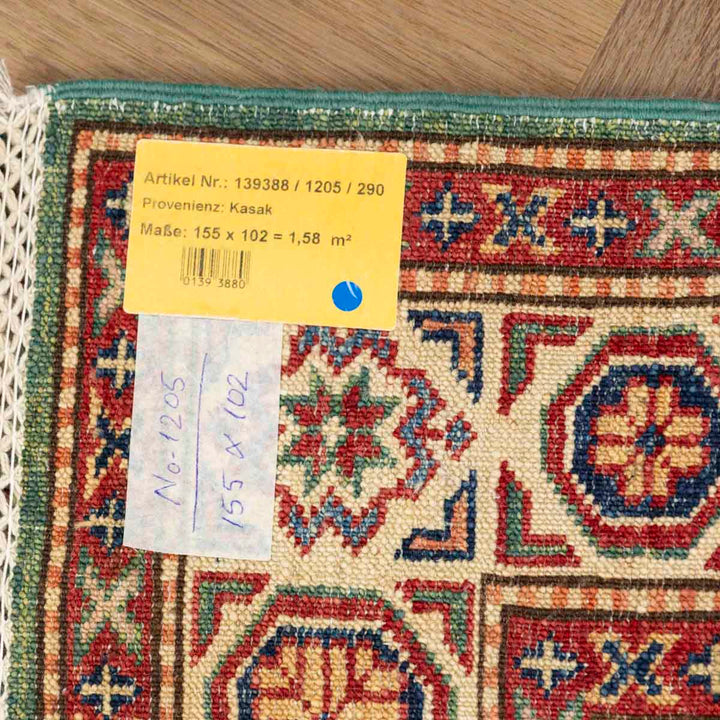 Artikel Nr.: 139388 / 1205 / 290
Provenienz: Kasak
Maße: 155 x 102 = 1,58 m²
0139 3880
No-1205
155 x 102